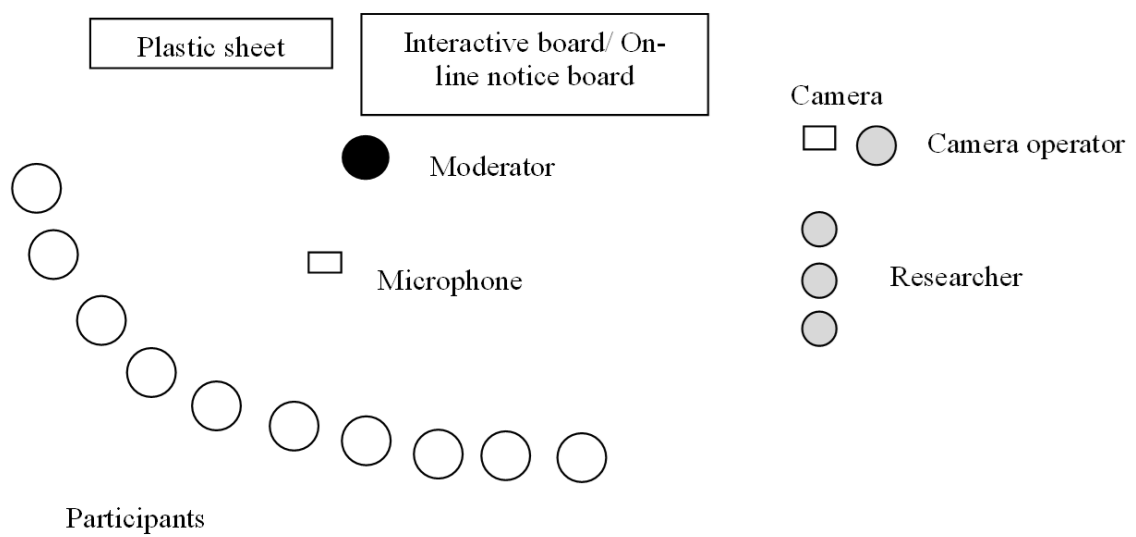 Plastic sheet
Interactive board/ On-
line notice board
Camera
Camera operator
Moderator
Microphone
Researcher
Participants